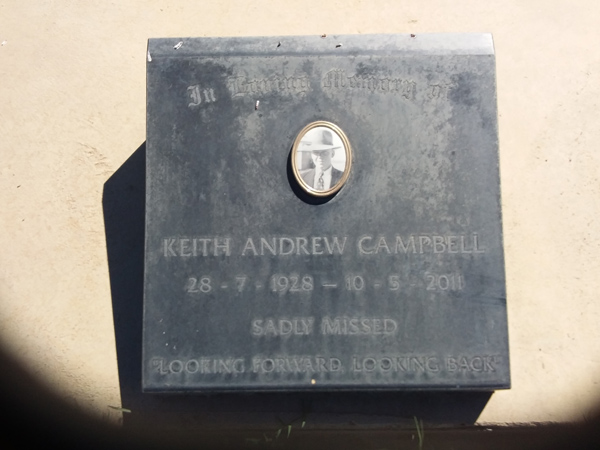 In Loving Memory of
KEITH ANDREW CAMPBELL
28 - 7 - 1928 - 10 - 5 - 2011
SADLY MISSED
"LOOKING FORWARD, LOOKING BACK"